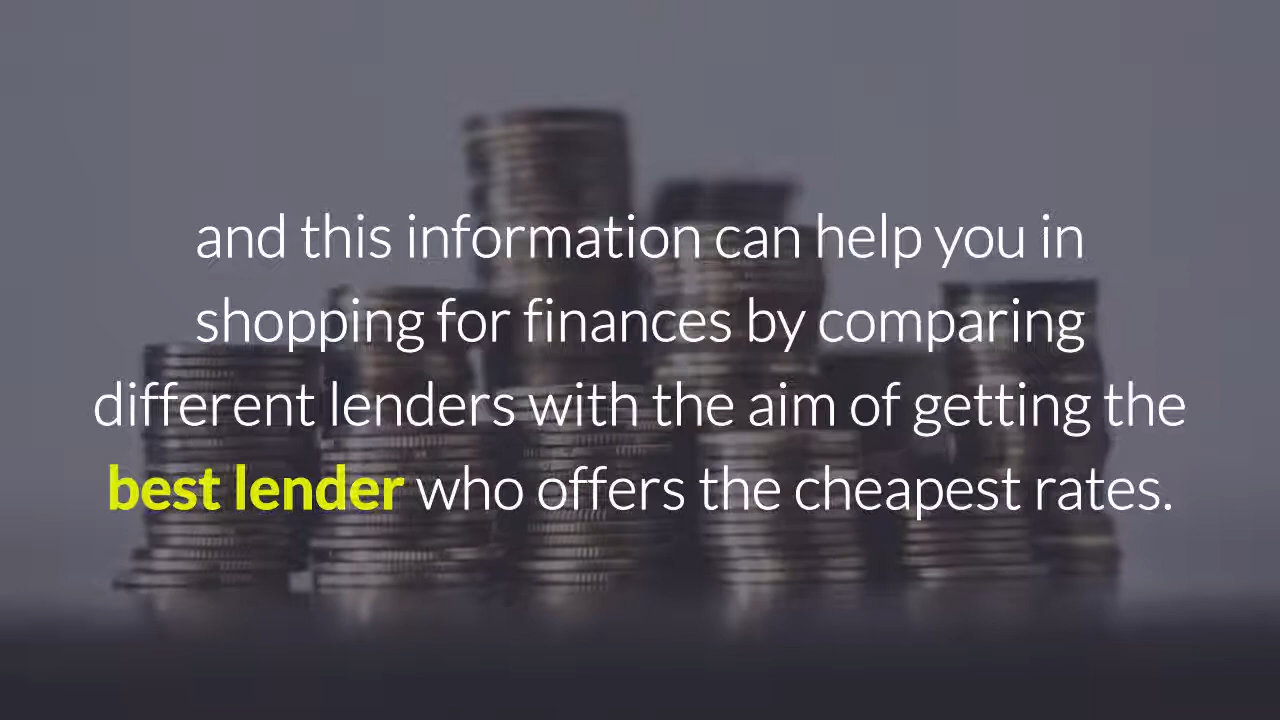 and this information can help you in
shopping for finances by comparing
different lenders with the aim of getting the
best lender who offers the cheapest rates.